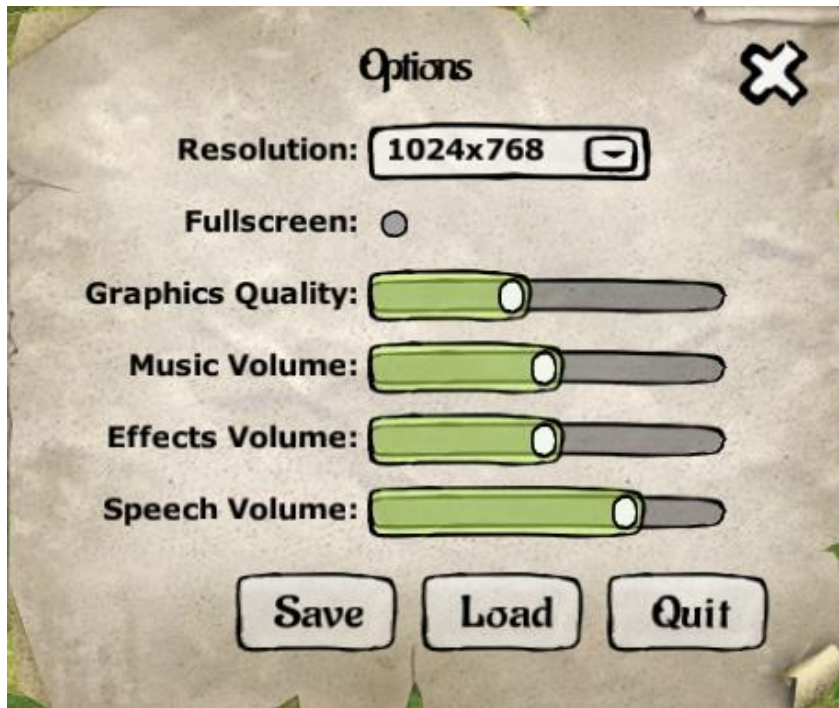 Options
Resolution: 1024x768
Fullscreen:
Graphics Quality:
Music Volume:
Effects Volume:
Speech Volume:
Save Load Quit